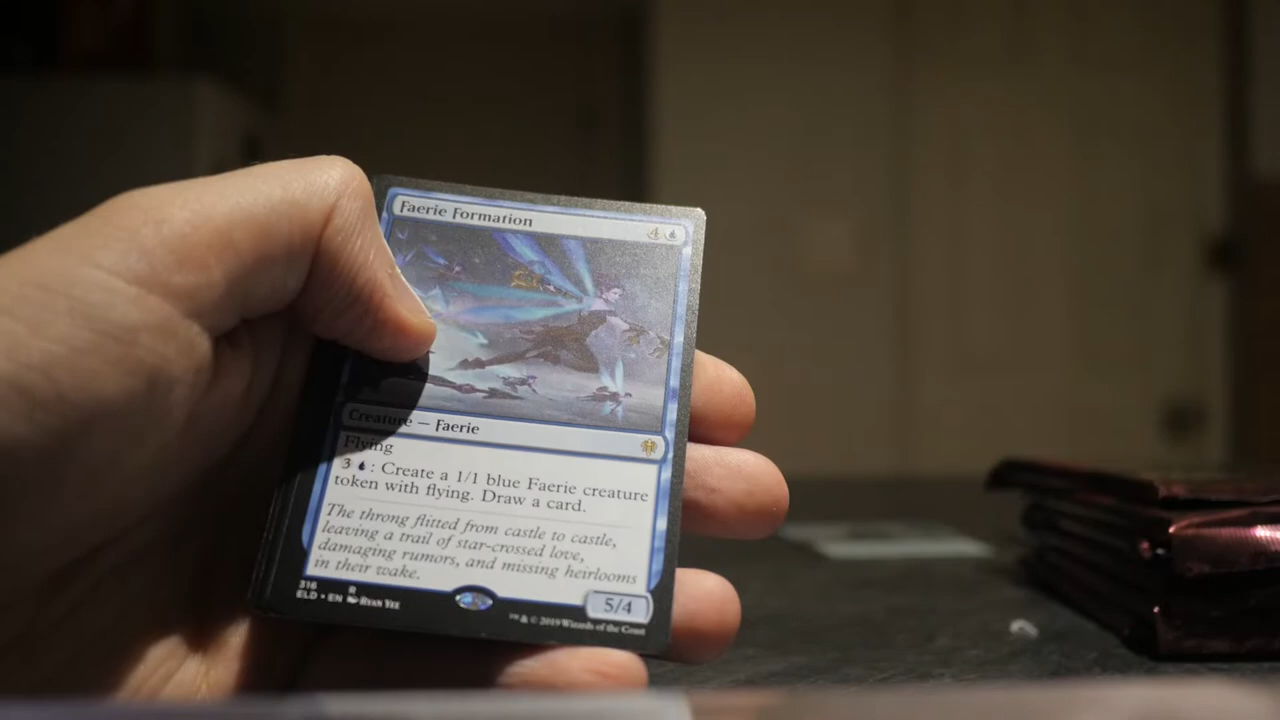 Faerie Formation
4
Creature — Faerie
Flying
3 : Create a 1/1 blue Faerie creature
token with flying. Draw a card.
The throng flitted from castle to castle,
leaving a trail of star-crossed love,
damaging rumors, and missing heirlooms
in their wake.
5/4
316 R
ELD • EN Ryan Yee
™ & © 2019 Wizards of the Coast